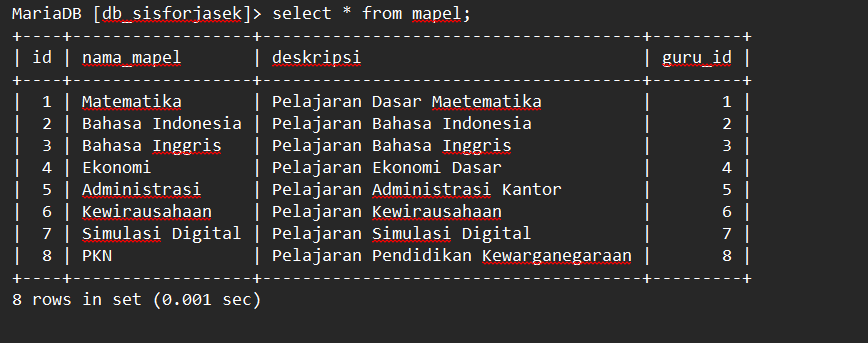 MariaDB [db_sisforjasek]> select * from mapel;
+----+------------------+--------------------------------------+---------+
| id | nama_mapel       | deskripsi                            | guru_id |
+----+------------------+--------------------------------------+---------+
|  1 | Matematika       | Pelajaran Dasar Maetematika          |       1 |
|  2 | Bahasa Indonesia | Pelajaran Bahasa Indonesia           |       2 |
|  3 | Bahasa Inggris   | Pelajaran Bahasa Inggris             |       3 |
|  4 | Ekonomi          | Pelajaran Ekonomi Dasar              |       4 |
|  5 | Administrasi     | Pelajaran Administrasi Kantor        |       5 |
|  6 | Kewirausahaan    | Pelajaran Kewirausahaan              |       6 |
|  7 | Simulasi Digital | Pelajaran Simulasi Digital           |       7 |
|  8 | PKN              | Pelajaran Pendidikan Kewarganegaraan |       8 |
+----+------------------+--------------------------------------+---------+
8 rows in set (0.001 sec)